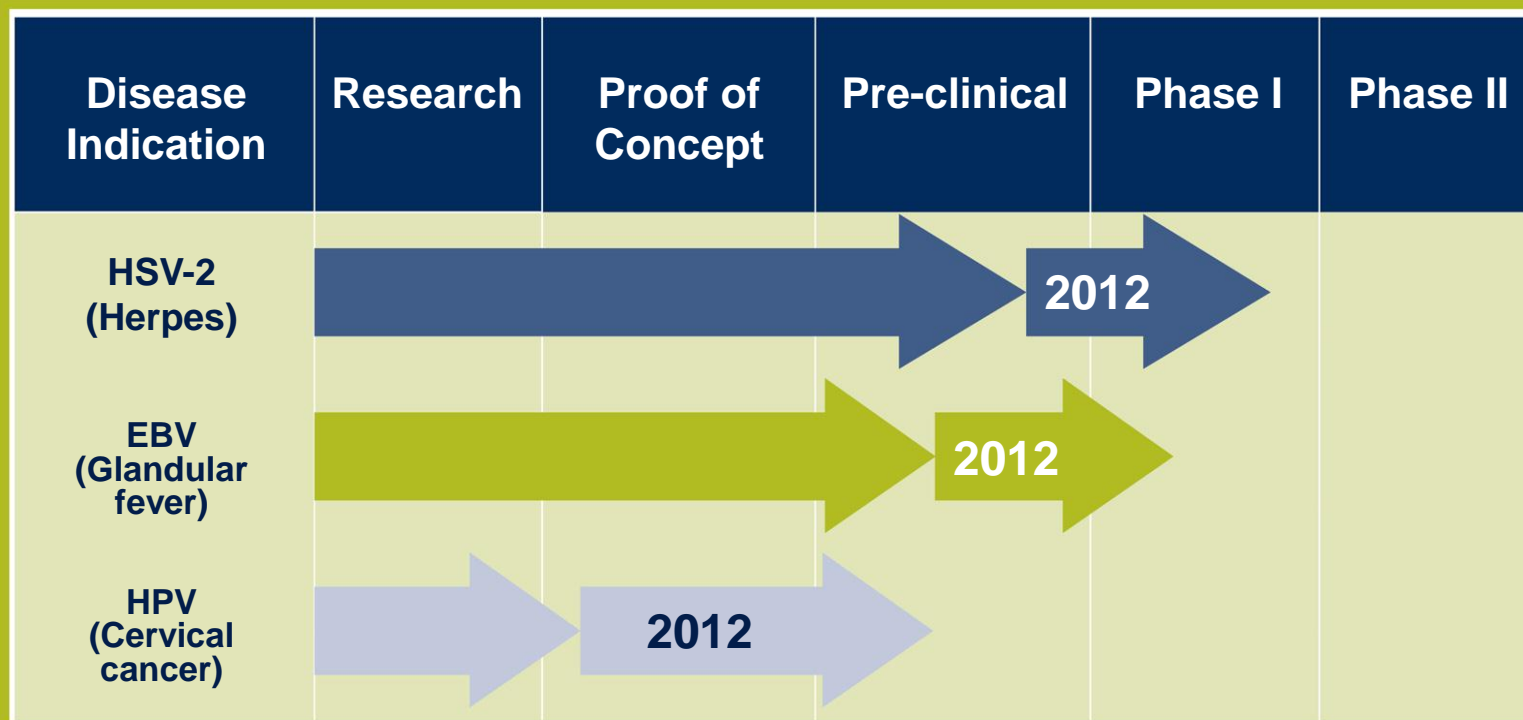 Disease
Indication
Research
Proof of
Concept
Pre-clinical
Phase I
Phase II
HSV-2
(Herpes)
2012
EBV
(Glandular
fever)
2012
HPV
(Cervical
cancer)
2012